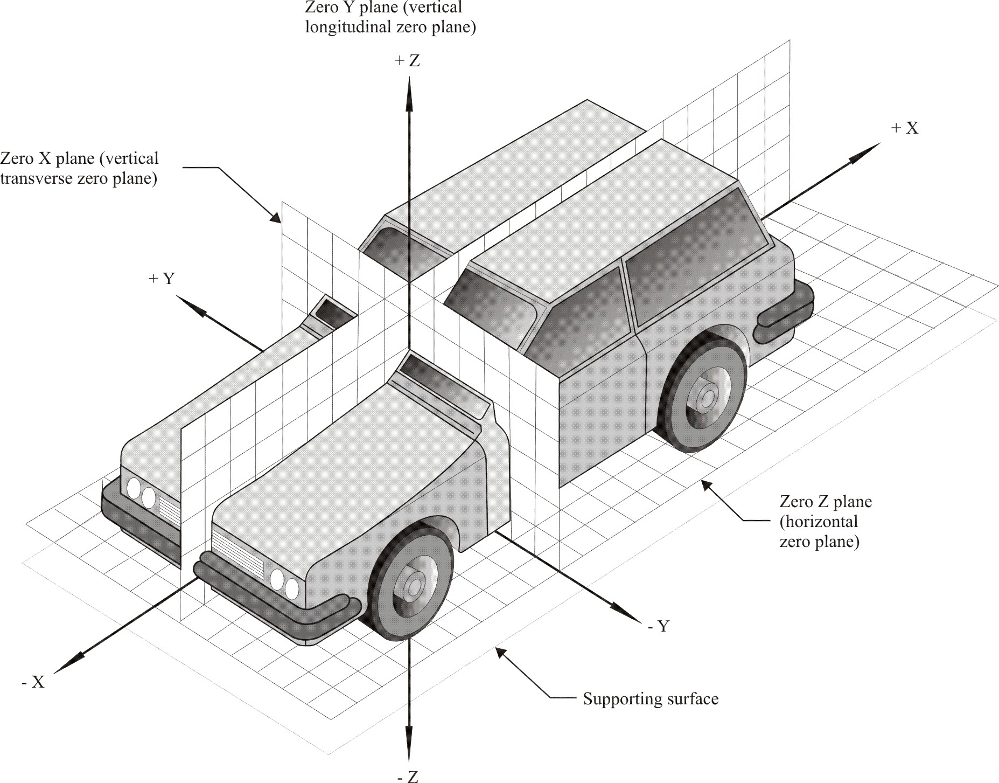 Zero Y plane (vertical
longitudinal zero plane)
+ Z
+ X
Zero X plane (vertical
transverse zero plane)
+ Y
Zero Z plane
(horizontal
zero plane)
- Y
- X
Supporting surface
- Z